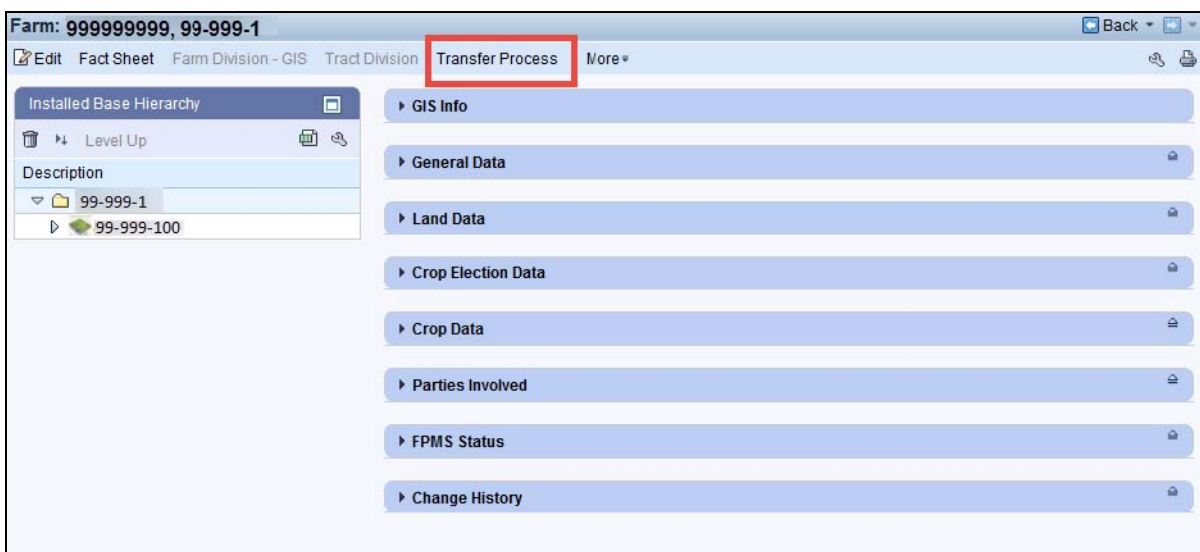 Farm: 999999999, 99-999-1
Back
Edit Fact Sheet Farm Division - GIS Tract Division Transfer Process More
Installed Base Hierarchy
Level Up
Description
99-999-1
99-999-100
GIS Info
General Data
Land Data
Crop Election Data
Crop Data
Parties Involved
FPMS Status
Change History